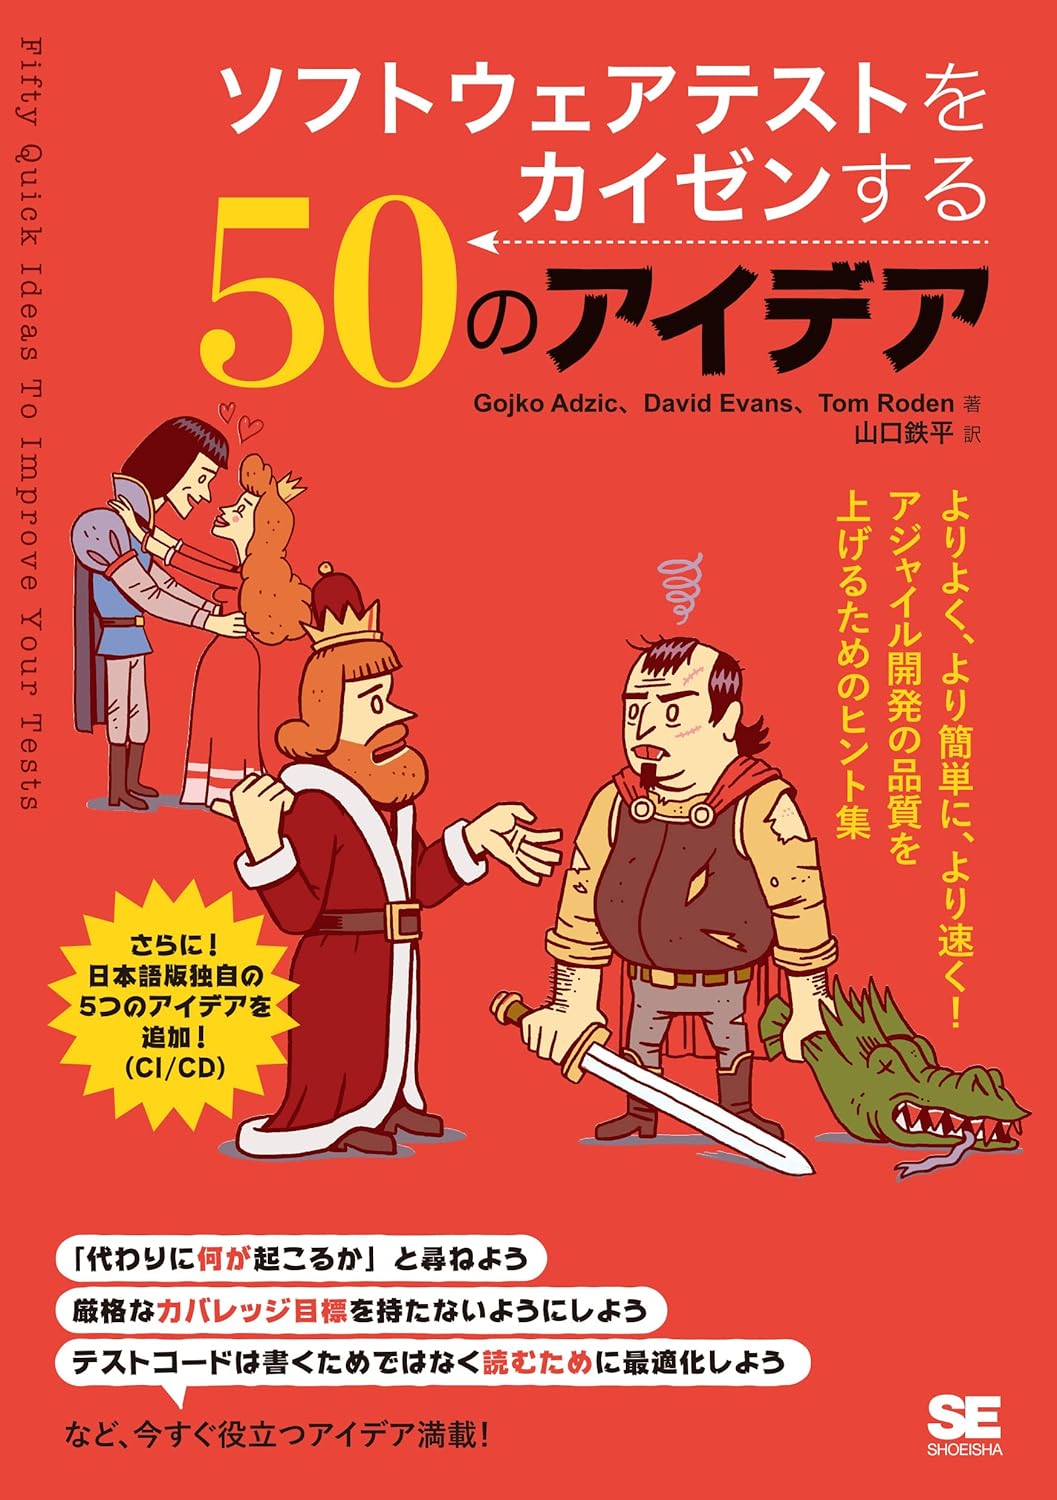 Fifty Quick Ideas To Improve Your Tests
ソフトウェアテストを
カイゼンする
50のアイデア
Gojko Adzic、David Evans、Tom Roden 著
山口鉄平 訳
よりよく、より簡単に、より速く！
アジャイル開発の品質を
上げるためのヒント集
さらに！
日本語版独自の
5つのアイデアを
追加！
(CI/CD)
「代わりに何が起こるか」と尋ねよう
厳格なカバレッジ目標を持たないようにしよう
テストコードは書くためではなく読むために最適化しよう
など、今すぐ役立つアイデア満載！
SE
SHOEISHA